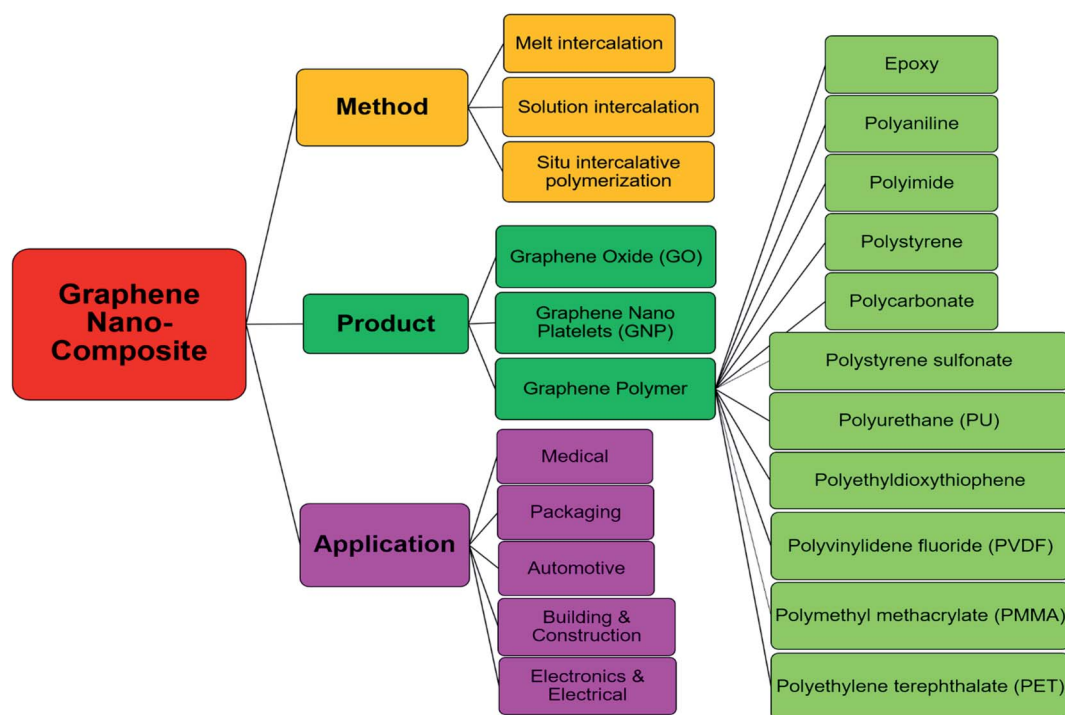 Graphene
Nano-
Composite
Method
Melt intercalation
Solution intercalation
Situ intercalative
polymerization
Product
Graphene Oxide (GO)
Graphene Nano
Platelets (GNP)
Graphene Polymer
Epoxy
Polyaniline
Polyimide
Polystyrene
Polycarbonate
Polystyrene sulfonate
Polyurethane (PU)
Polyethyldioxythiophene
Polyvinylidene fluoride (PVDF)
Polymethyl methacrylate (PMMA)
Polyethylene terephthalate (PET)
Application
Medical
Packaging
Automotive
Building &
Construction
Electronics &
Electrical